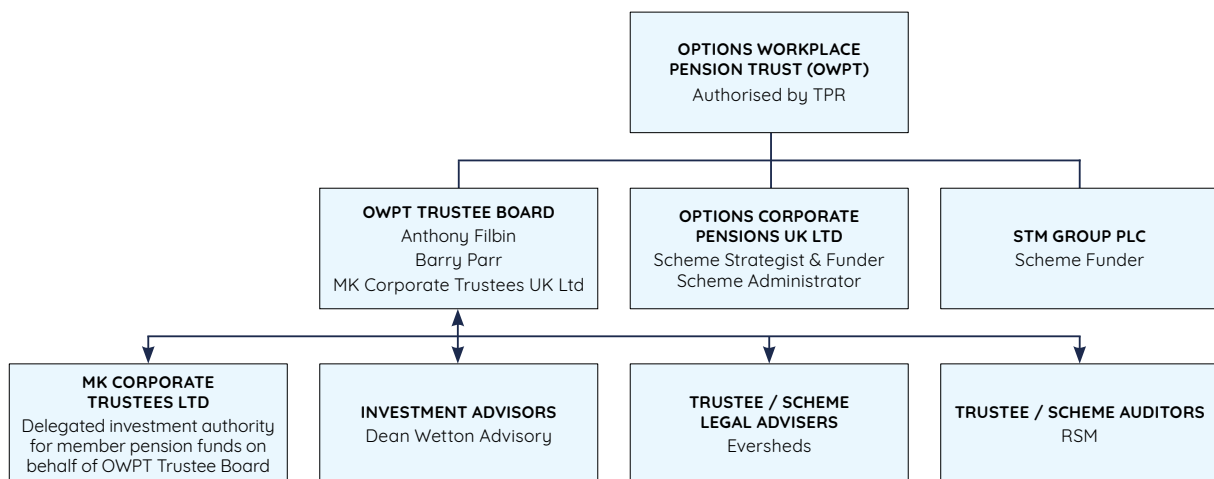 OPTIONS WORKPLACE
PENSION TRUST (OWPT)
Authorised by TPR
OWPT TRUSTEE BOARD
Anthony Filbin
Barry Parr
MK Corporate Trustees UK Ltd
OPTIONS CORPORATE
PENSIONS UK LTD
Scheme Strategist & Funder
Scheme Administrator
STM GROUP PLC
Scheme Funder
MK CORPORATE
TRUSTEES LTD
Delegated investment authority
for member pension funds on
behalf of OWPT Trustee Board
INVESTMENT ADVISORS
Dean Wetton Advisory
TRUSTEE / SCHEME
LEGAL ADVISERS
Eversheds
TRUSTEE / SCHEME AUDITORS
RSM